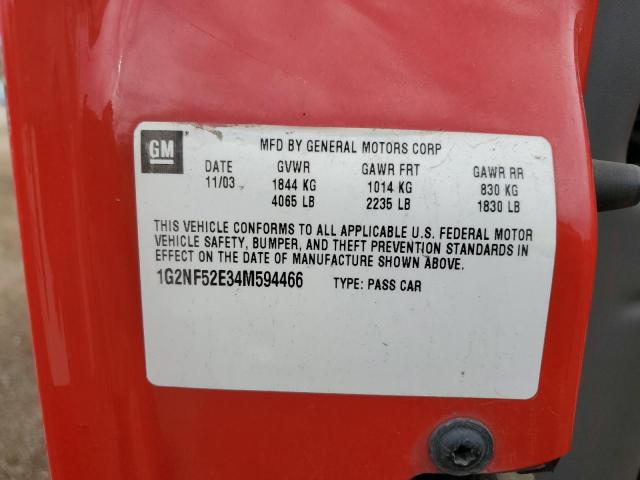 GM
MFD BY GENERAL MOTORS CORP
DATE GVWR GAWR FRT GAWR RR
11/03 1844 KG 1014 KG 830 KG
4065 LB 2235 LB 1830 LB
THIS VEHICLE CONFORMS TO ALL APPLICABLE U.S. FEDERAL MOTOR
VEHICLE SAFETY, BUMPER, AND THEFT PREVENTION STANDARDS IN
EFFECT ON THE DATE OF MANUFACTURE SHOWN ABOVE.
1G2NF52E34M594466 TYPE: PASS CAR